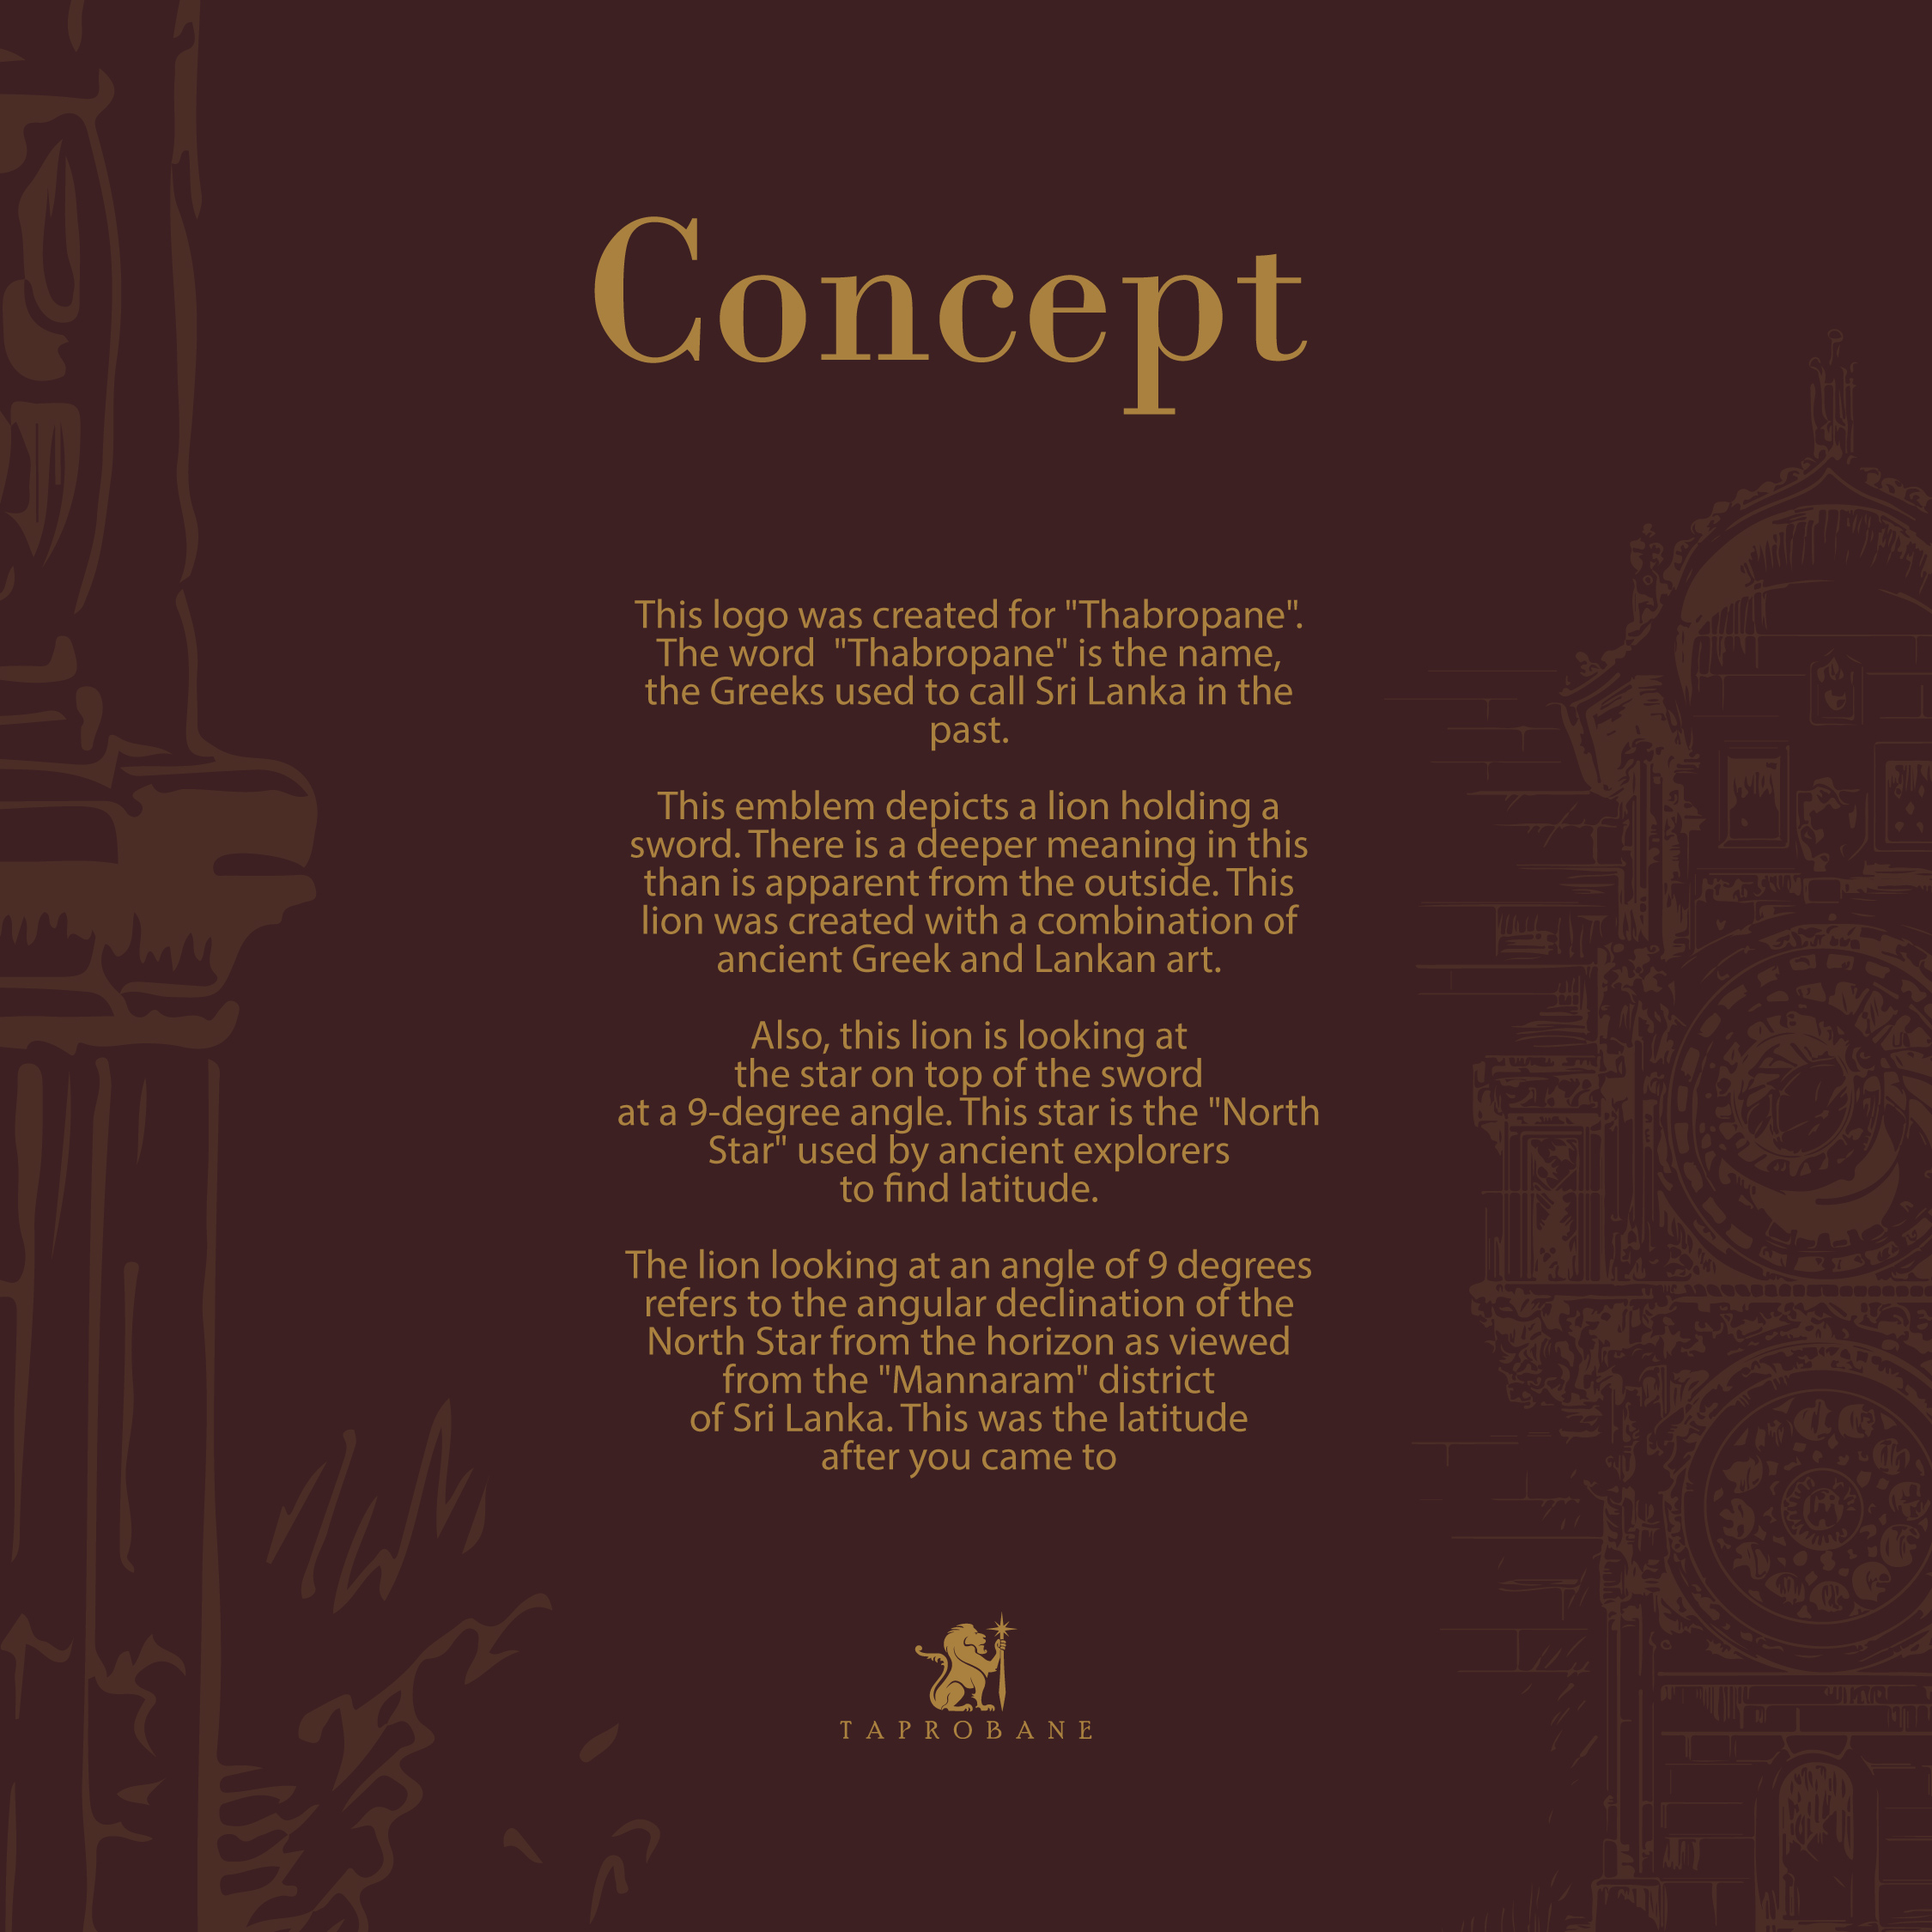 Concept
This logo was created for "Thabropane".
The word  "Thabropane" is the name,
the Greeks used to call Sri Lanka in the
past.
This emblem depicts a lion holding a
sword. There is a deeper meaning in this
than is apparent from the outside. This
lion was created with a combination of
ancient Greek and Lankan art.
Also, this lion is looking at
the star on top of the sword
at a 9-degree angle. This star is the "North
Star" used by ancient explorers
to find latitude.
The lion looking at an angle of 9 degrees
refers to the angular declination of the
North Star from the horizon as viewed
from the "Mannaram" district
of Sri Lanka. This was the latitude
after you came to
TAPROBANE